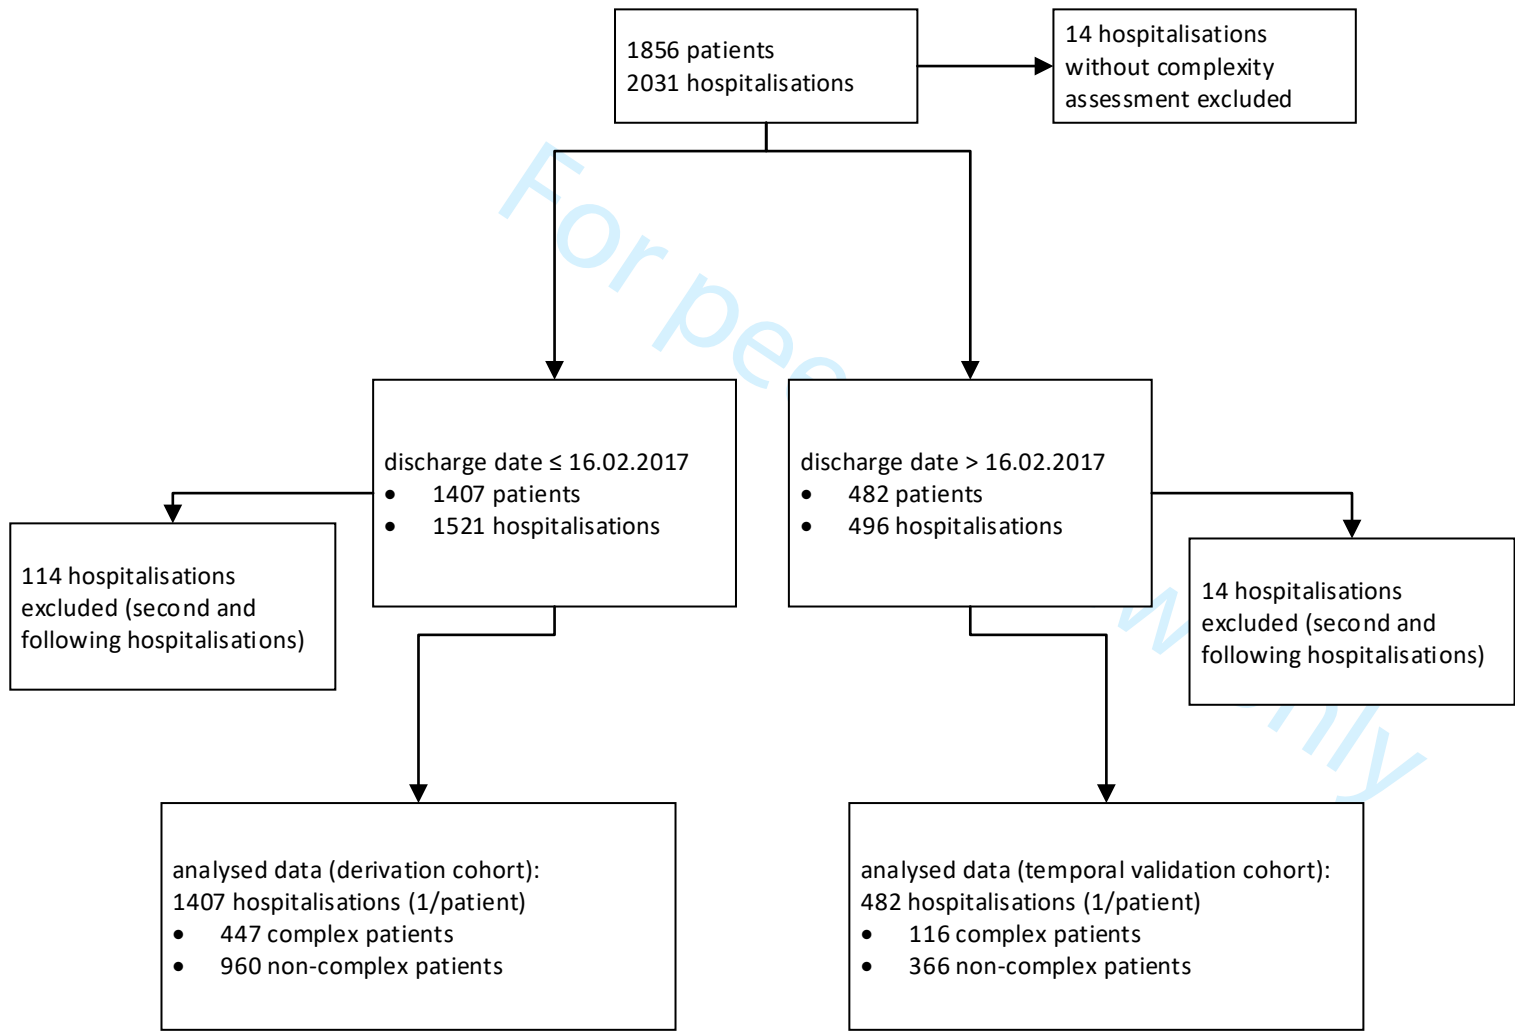 1856 patients
2031 hospitalisations
14 hospitalisations
without complexity
assessment excluded
For pee
discharge date ≤ 16.02.2017
• 1407 patients
• 1521 hospitalisations
discharge date > 16.02.2017
• 482 patients
• 496 hospitalisations
114 hospitalisations
excluded (second and
following hospitalisations)
14 hospitalisations
excluded (second and
following hospitalisations)
analysed data (derivation cohort):
1407 hospitalisations (1/patient)
• 447 complex patients
• 960 non-complex patients
analysed data (temporal validation cohort):
482 hospitalisations (1/patient)
• 116 complex patients
• 366 non-complex patients